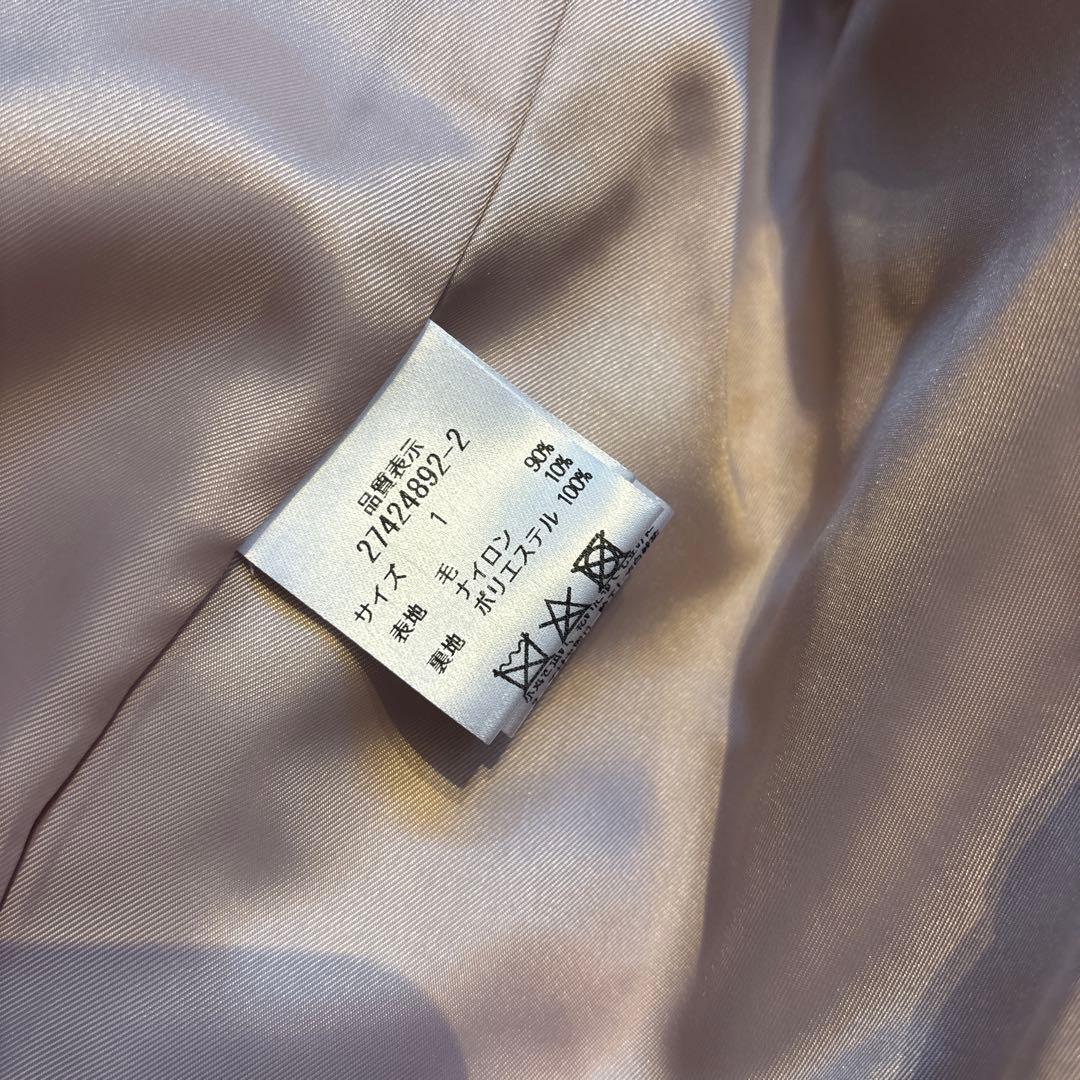 品質表示
27424892-2
サイズ 1
表地 毛 90%
ナイロン 10%
裏地 ポリエステル 100%